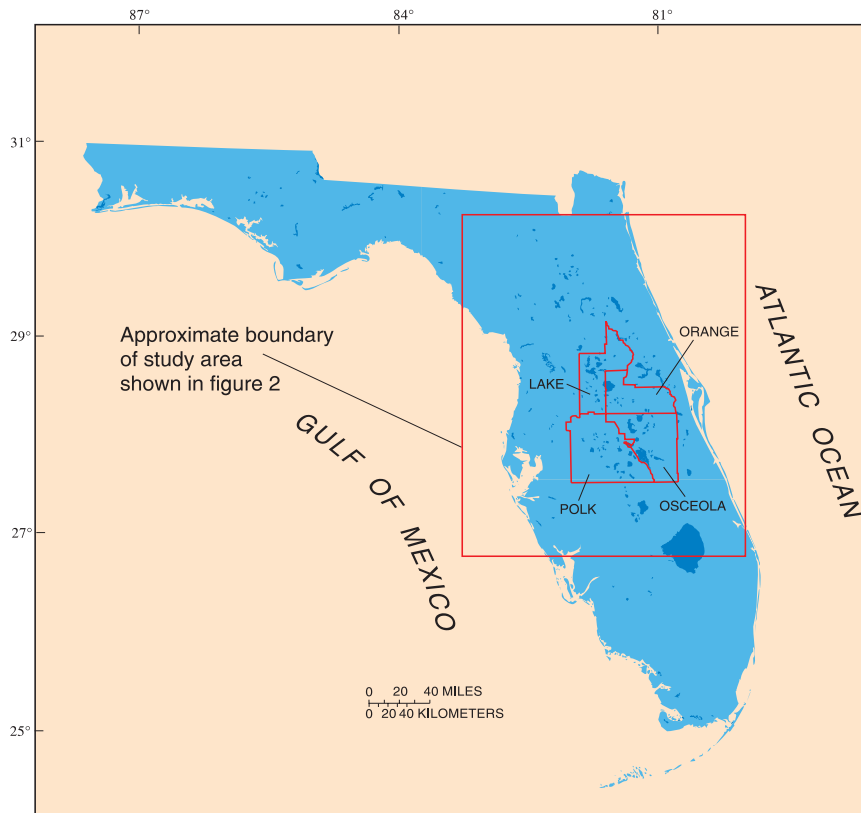 87°
84°
81°
31°
29°
27°
25°
Approximate boundary
of study area
shown in figure 2
ORANGE
LAKE
POLK
OSCEOLA
GULF OF MEXICO
ATLANTIC OCEAN
0 20 40 MILES
0 20 40 KILOMETERS